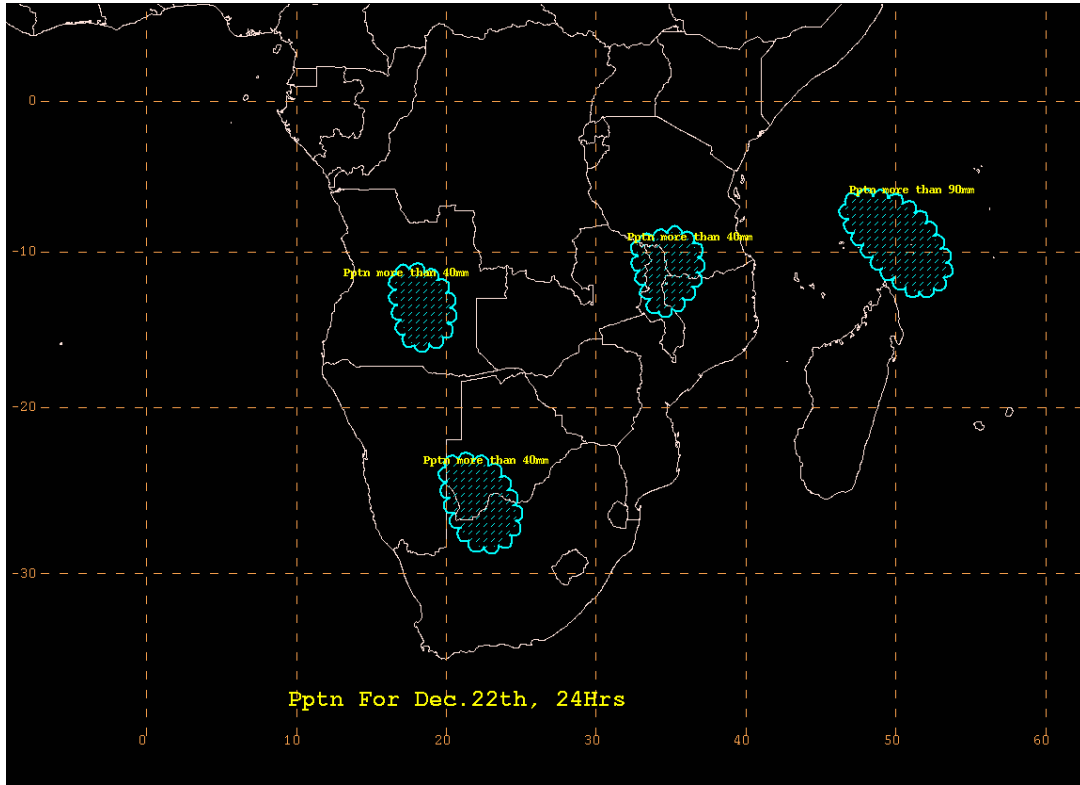 0
Pptn more than 90mm
Pptn more than 40mm
-10
Pptn more than 40mm
-20
Pptn more than 40mm
-30
Pptn For Dec.22th, 24Hrs
0 10 20 30 40 50 60